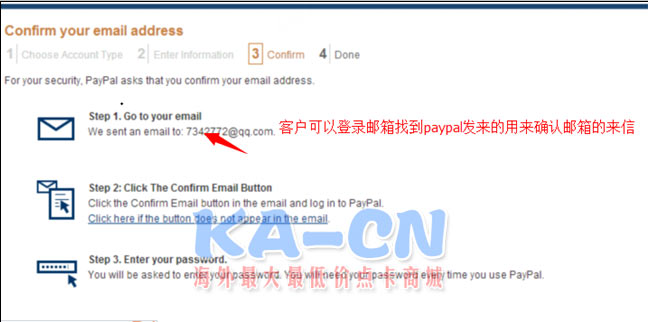 Confirm your email address
1 Choose Account Type 2 Enter Information 3 Confirm 4 Done
For your security, PayPal asks that you confirm your email address.
Step 1. Go to your email
We sent an email to: 7342772@qq.com.
客户可以登录邮箱找到paypal发来的用来确认邮箱的来信
Step 2: Click The Confirm Email Button
Click the Confirm Email button in the email and log in to PayPal.
Click here if the button does not appear in the email.
KA-CN
Step 3. Enter your password.
You will be asked to enter your password. You will need your password every time you use PayPal.
海外最大最低价点卡商城